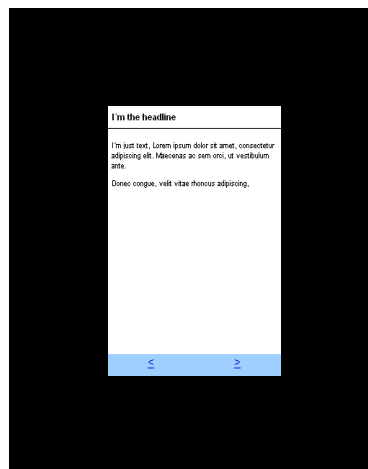 I'm the headline
I'm just text, Lorem ipsum dolor sit amet, consectetur
adipiscing elit. Maecenas ac sem orci, ut vestibulum
ante.
Donec congue, velit vitae rhoncus adipiscing,
< >